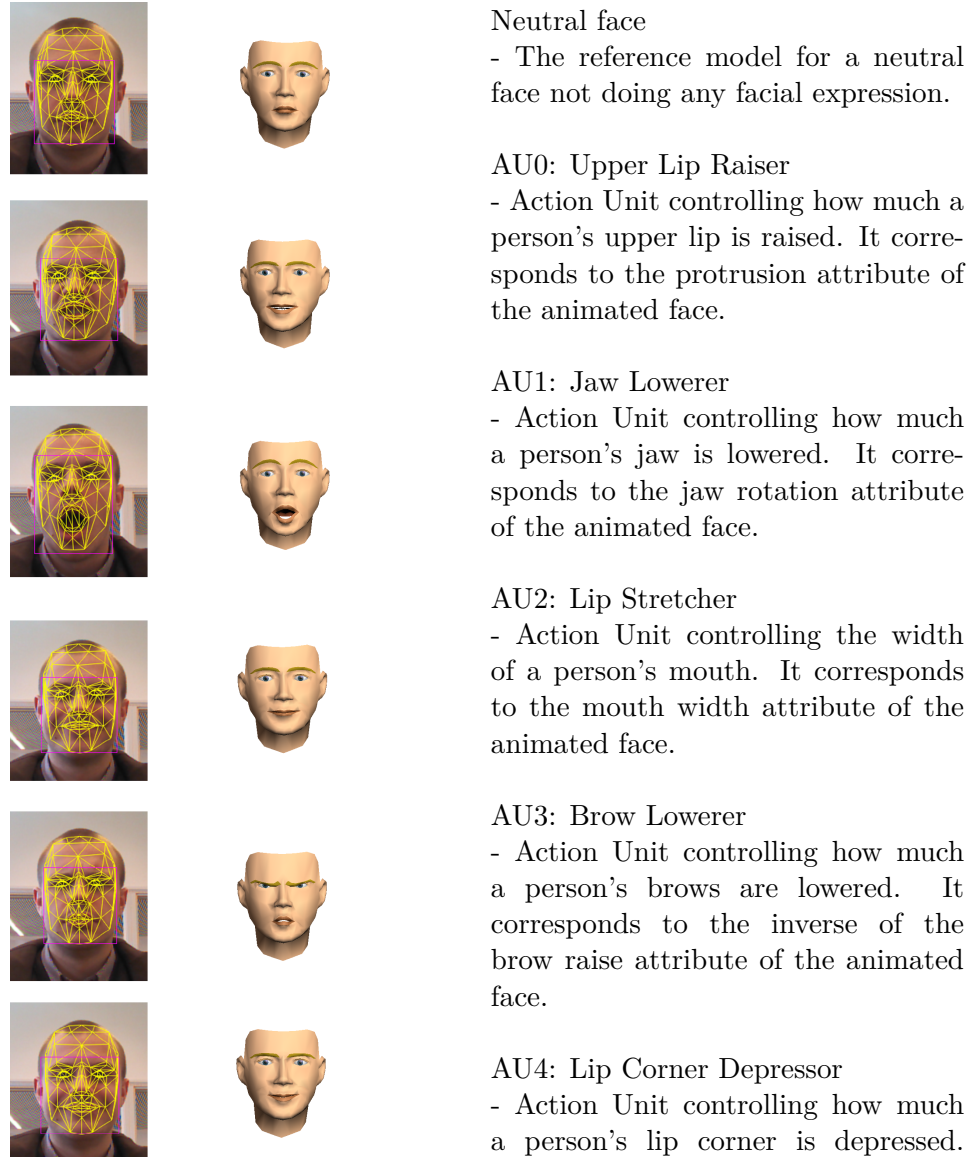 Neutral face
- The reference model for a neutral
face not doing any facial expression.
AU0: Upper Lip Raiser
- Action Unit controlling how much a
person's upper lip is raised. It corre-
sponds to the protrusion attribute of
the animated face.
AU1: Jaw Lowerer
- Action Unit controlling how much
a person's jaw is lowered. It corre-
sponds to the jaw rotation attribute
of the animated face.
AU2: Lip Stretcher
- Action Unit controlling the width
of a person's mouth. It corresponds
to the mouth width attribute of the
animated face.
AU3: Brow Lowerer
- Action Unit controlling how much
a person's brows are lowered. It
corresponds to the inverse of the
brow raise attribute of the animated
face.
AU4: Lip Corner Depressor
- Action Unit controlling how much
a person's lip corner is depressed.